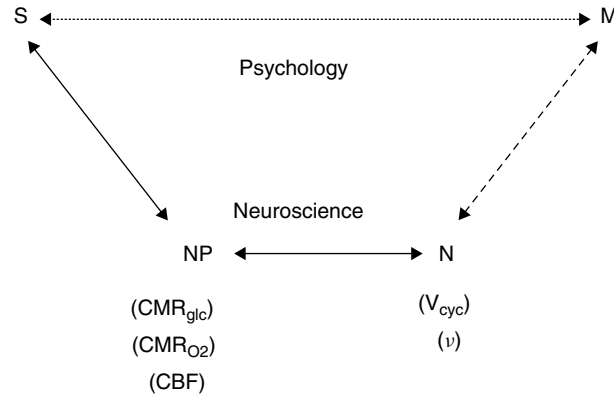 S M
Psychology
Neuroscience
NP N
(CMRglc) (Vcyc)
(CMRO2) (ν)
(CBF)